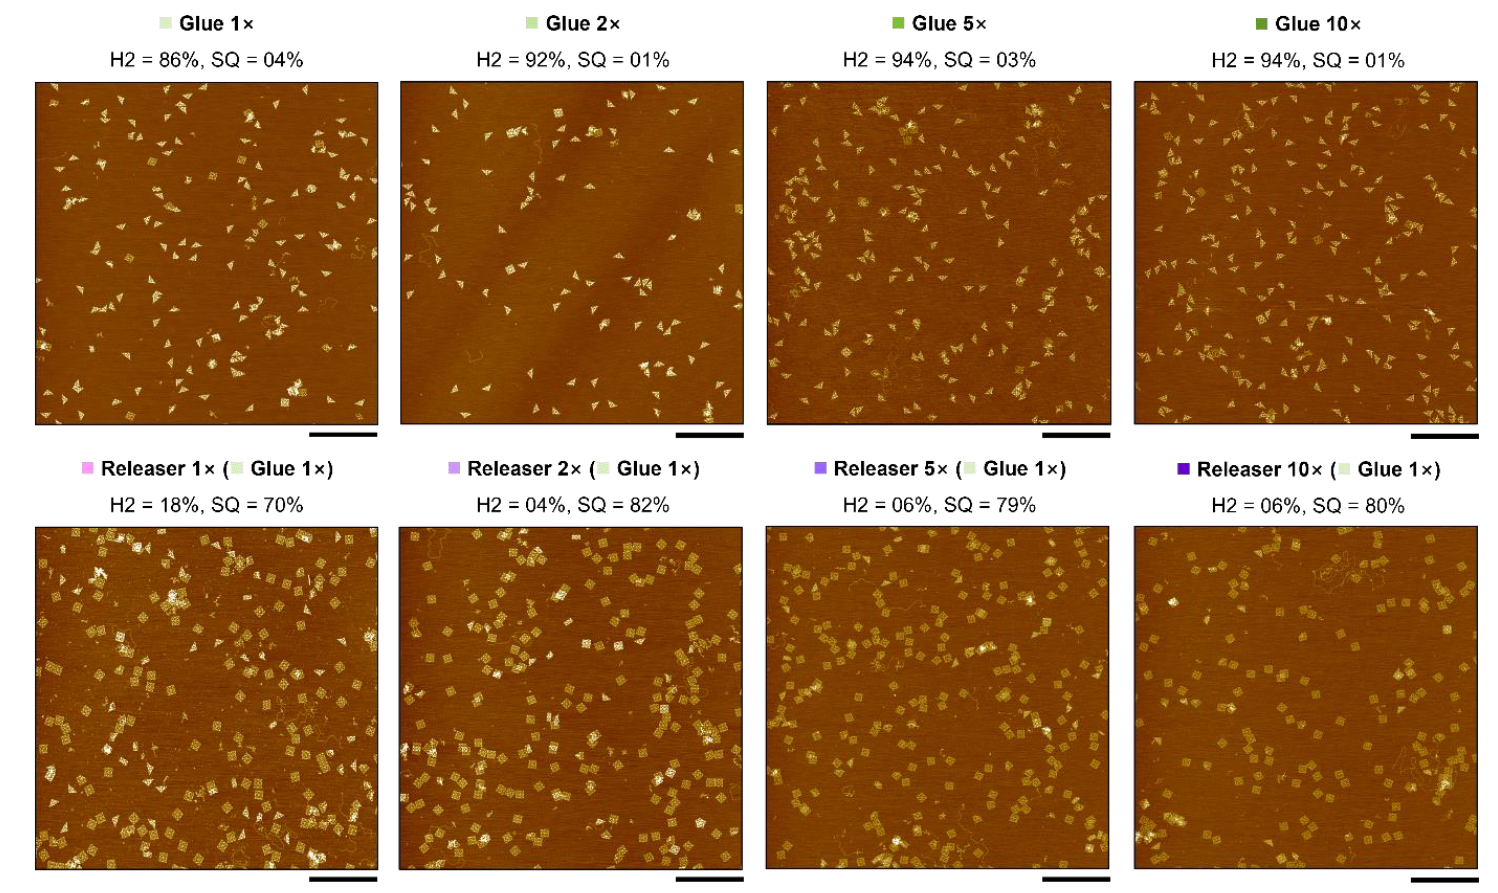 Glue 1×
Glue 2×
Glue 5×
Glue 10×
H2 = 86%, SQ = 04%
H2 = 92%, SQ = 01%
H2 = 94%, SQ = 03%
H2 = 94%, SQ = 01%
Releaser 1× ( Glue 1×)
Releaser 2× ( Glue 1×)
Releaser 5× ( Glue 1×)
Releaser 10× ( Glue 1×)
H2 = 18%, SQ = 70%
H2 = 04%, SQ = 82%
H2 = 06%, SQ = 79%
H2 = 06%, SQ = 80%